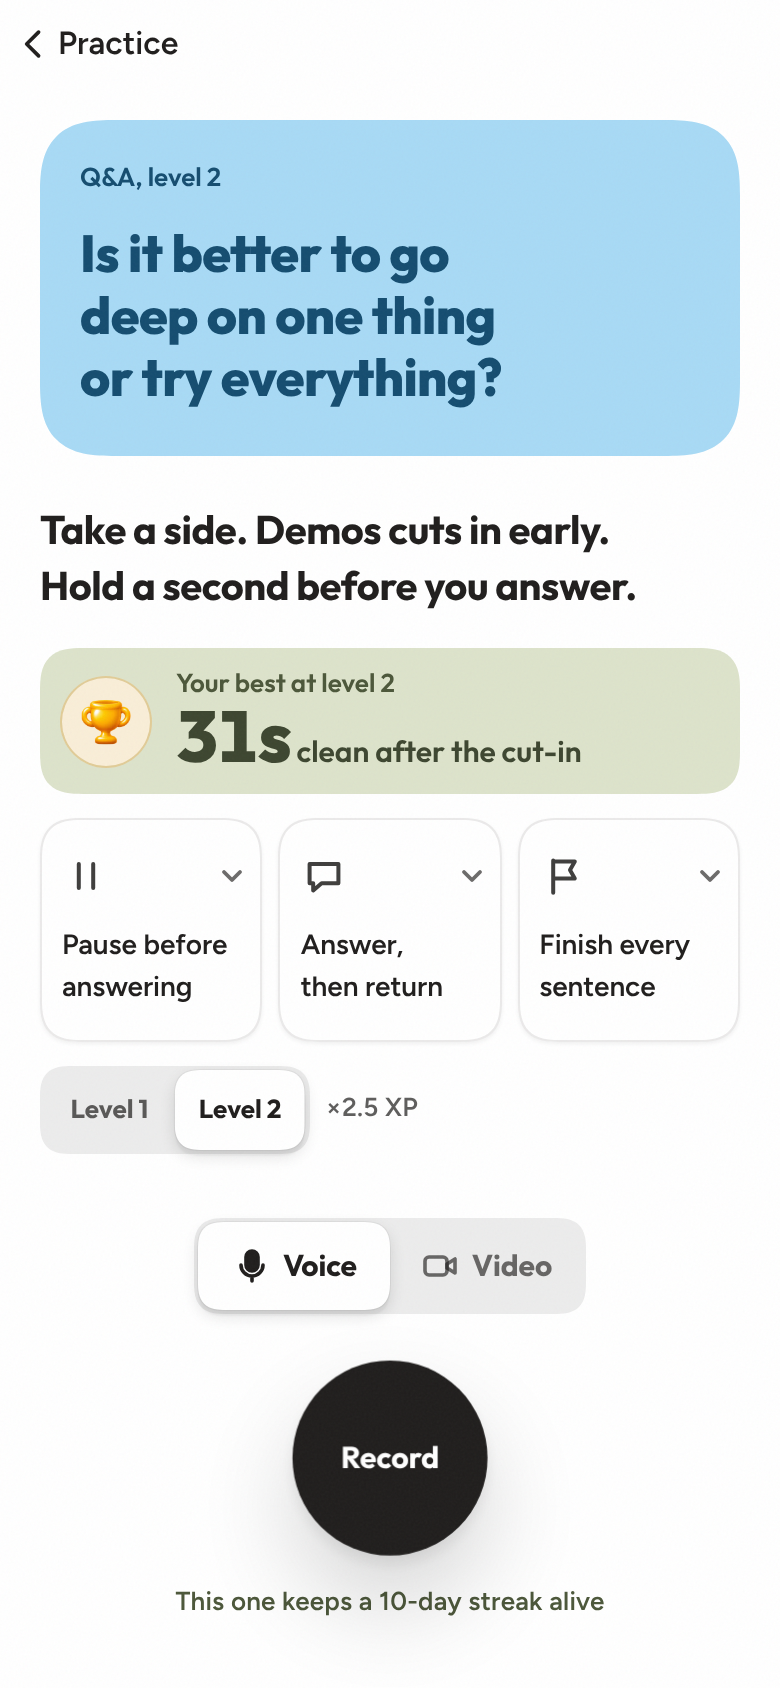 Practice
Q&A, level 2
Is it better to go
deep on one thing
or try everything?
Take a side. Demos cuts in early.
Hold a second before you answer.
Your best at level 2
31s clean after the cut-in
Pause before
answering
Answer,
then return
Finish every
sentence
Level 1
Level 2
×2.5 XP
Voice
Video
Record
This one keeps a 10-day streak alive